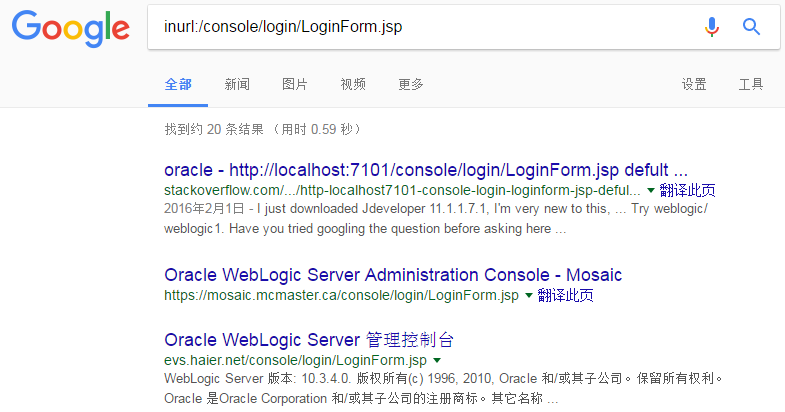 Google
inurl:/console/login/LoginForm.jsp
全部 新闻 图片 视频 更多 设置 工具
找到约 20 条结果 （用时 0.59 秒）
oracle - http://localhost:7101/console/login/LoginForm.jsp defult ...
stackoverflow.com/.../http-localhost7101-console-login-loginform-jsp-deful... 翻译此页
2016年2月1日 - I just downloaded Jdeveloper 11.1.1.7.1, I'm very new to this, ... Try weblogic/
weblogic1. Have you tried googling the question before asking here ...
Oracle WebLogic Server Administration Console - Mosaic
https://mosaic.mcmaster.ca/console/login/LoginForm.jsp 翻译此页
Oracle WebLogic Server 管理控制台
evs.haier.net/console/login/LoginForm.jsp
WebLogic Server 版本: 10.3.4.0. 版权所有(c) 1996, 2010, Oracle 和/或其子公司。保留所有权利。
Oracle 是Oracle Corporation 和/或其子公司的注册商标。其它名称 ...